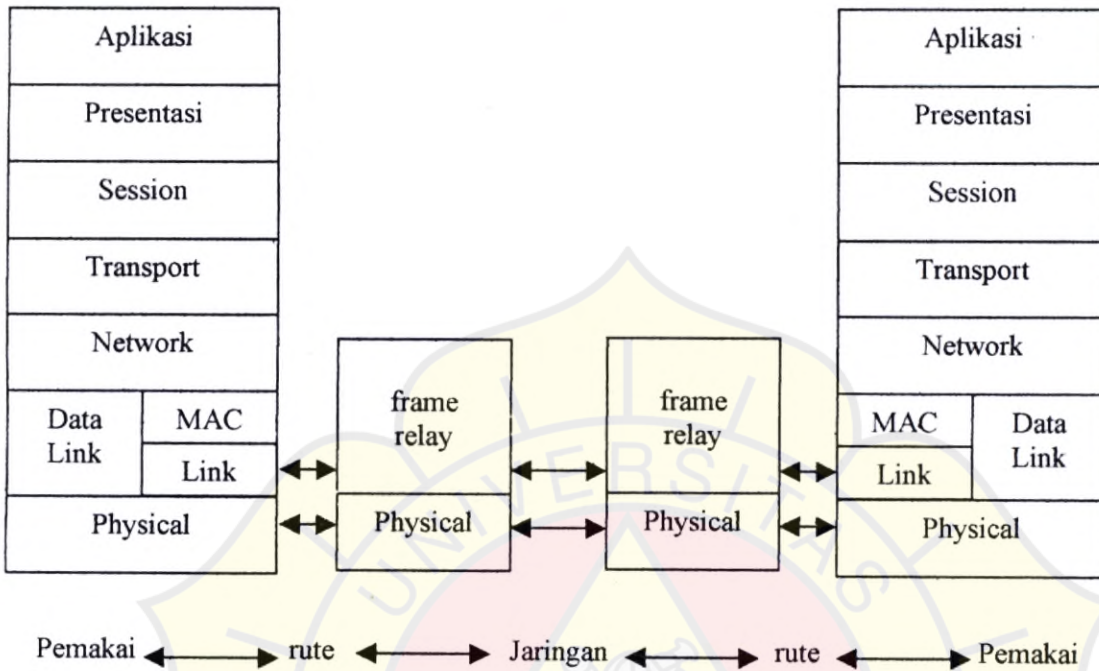 Aplikasi
Presentasi
Session
Transport
Network
Data
Link
MAC
Link
Physical
frame
relay
Physical
frame
relay
Physical
Aplikasi
Presentasi
Session
Transport
Network
MAC
Link
Data
Link
Physical
Pemakai rute Jaringan rute Pemakai
UNIVERSITAS